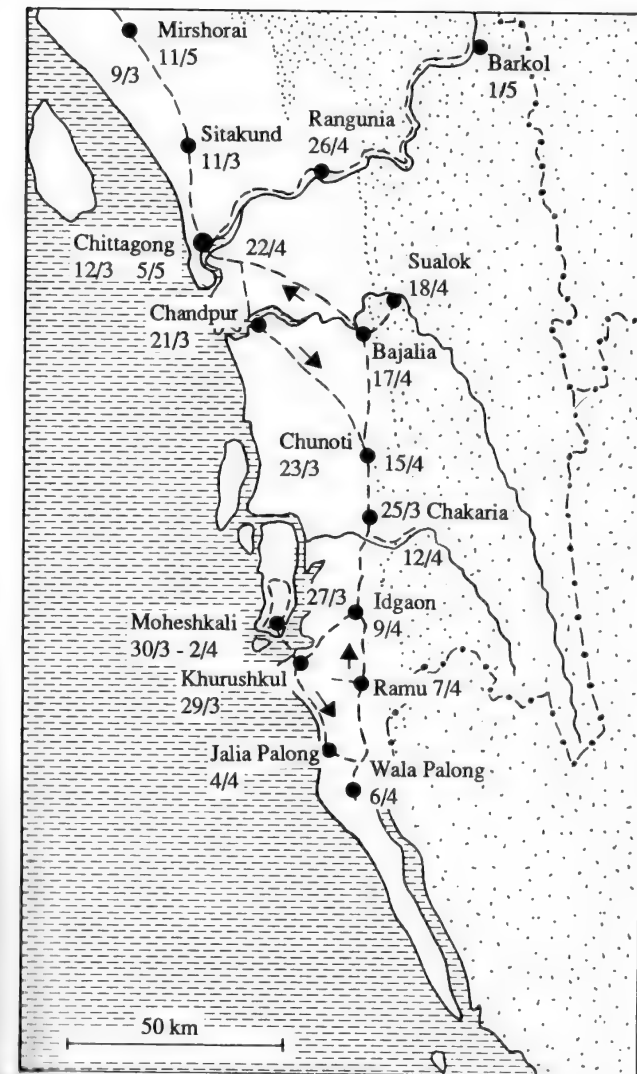 Mirshorai
11/5
9/3
Barkol
1/5
Rangunia
26/4
Sitakund
11/3
Chittagong
12/3 5/5
22/4
Sualok
18/4
Chandpur
21/3
Bajalia
17/4
Chunoti
23/3
15/4
25/3 Chakaria
12/4
27/3
Idgaon
9/4
Moheshkali
30/3 - 2/4
Khurushkul
29/3
Ramu 7/4
Jalia Palong
4/4
Wala Palong
6/4
50 km